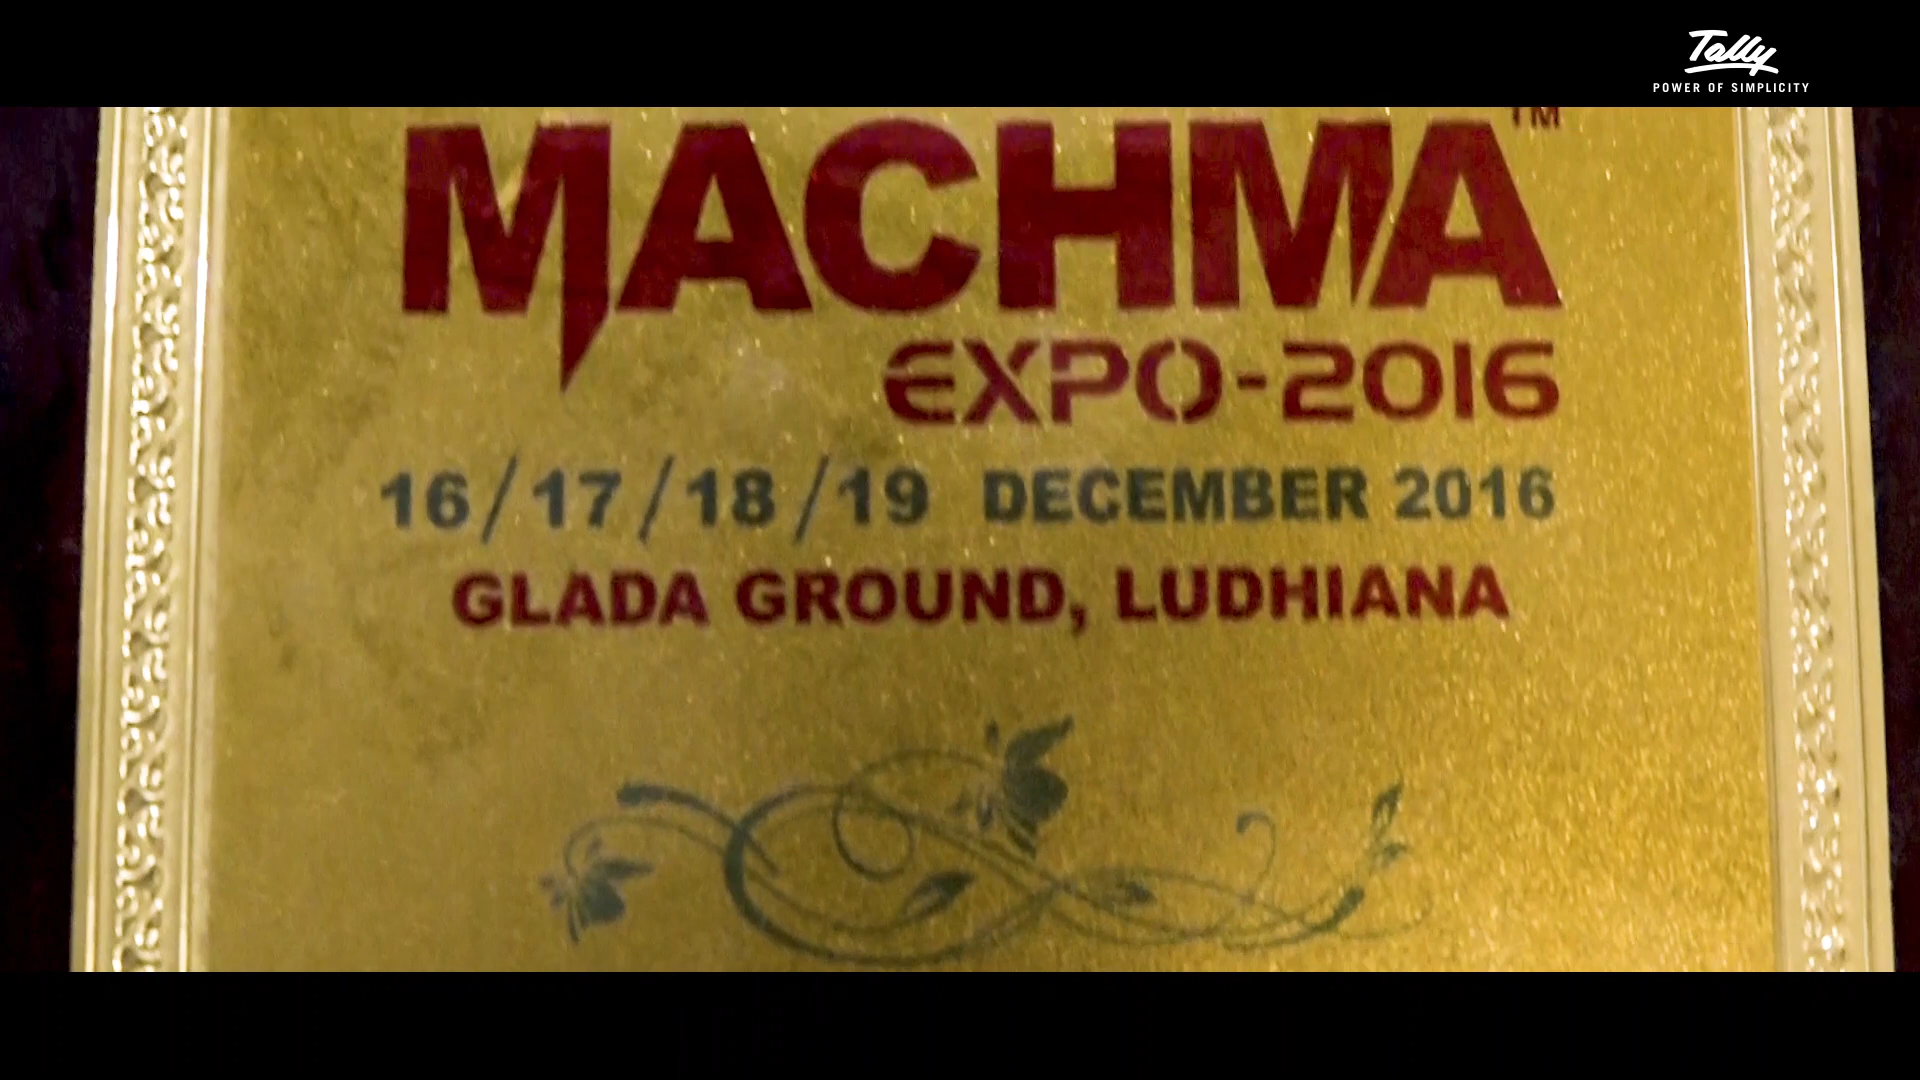 Tally
POWER OF SIMPLICITY
MACHMA™
EXPO-2016
16/17/18/19 DECEMBER 2016
GLADA GROUND, LUDHIANA